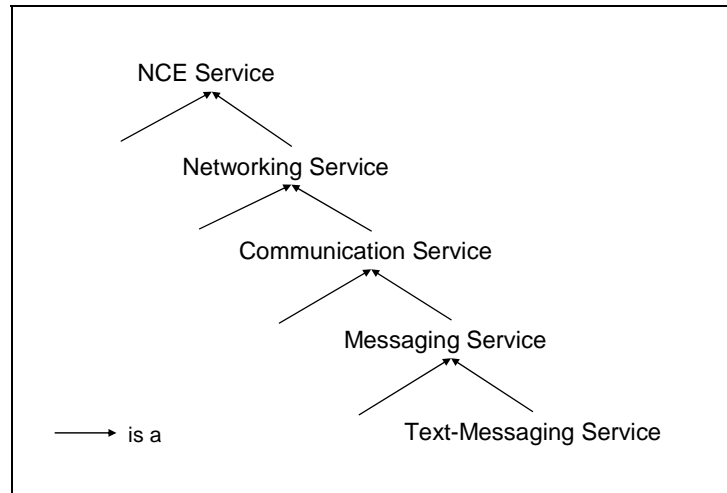 NCE Service
Networking Service
Communication Service
Messaging Service
Text-Messaging Service
is a